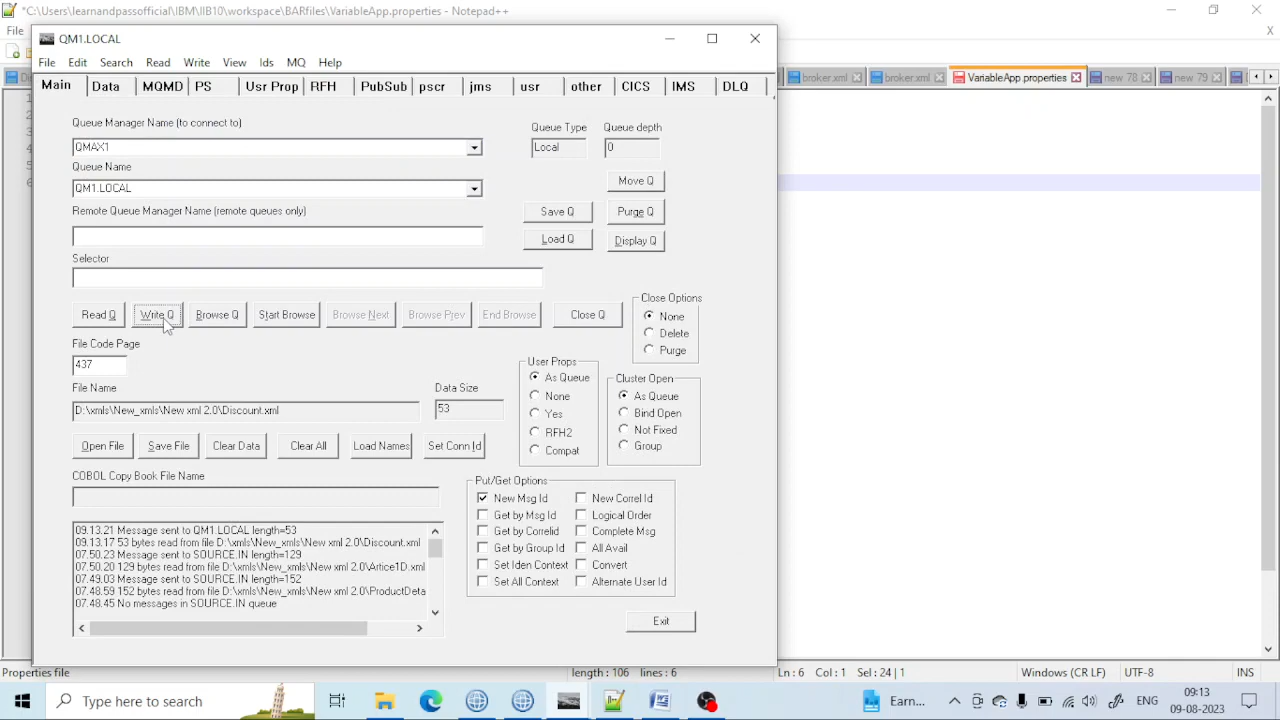 *C:\Users\learnandpassofficial\IBM\IIB10\workspace\BARfiles\VariableApp.properties - Notepad++
File
QM1.LOCAL
File Edit Search Read Write View Ids MQ Help
broker.xml broker.xml VariableApp.properties new 78 new 79
Main Data MQMD PS Usr Prop RFH PubSub pscr jms usr other CICS IMS DLQ
Queue Manager Name (to connect to)
Queue Type Queue depth
QMAX1
Local 0
Queue Name
Move Q
QM1.LOCAL
Remote Queue Manager Name (remote queues only)
Save Q Purge Q
Load Q Display Q
Selector
Close Options
Read Q Write Q Browse Q Start Browse Browse Next Browse Prev End Browse Close Q
None
Delete
Purge
File Code Page
437
User Props
As Queue
None
Yes
RFH2
Compat
Cluster Open
As Queue
Bind Open
Not Fixed
Group
File Name
Data Size
D:\xmls\New_xmls\New xml 2.0\Discount.xml
53
Open File Save File Clear Data Clear All Load Names Set Conn Id
COBOL Copy Book File Name
Put/Get Options
New Msg Id New Correl Id
Get by Msg Id Logical Order
Get by Correlid Complete Msg
Get by Group Id All Avail
Set Iden Context Convert
Set All Context Alternate User Id
09.13.21 Message sent to QM1.LOCAL length=53
09.13.17 53 bytes read from file D:\xmls\New_xmls\New xml 2.0\Discount.xml
07.50.23 Message sent to SOURCE.IN length=129
07.50.20 129 bytes read from file D:\xmls\New_xmls\New xml 2.0\Artice1D.xml
07.49.03 Message sent to SOURCE.IN length=152
07.48.59 152 bytes read from file D:\xmls\New_xmls\New xml 2.0\ProductDeta
07.48.45 No messages in SOURCE.IN queue
Exit
Properties file length : 106 lines : 6 Ln : 6 Col : 1 Sel : 24 | 1 Windows (CR LF) UTF-8 INS
Type here to search
Earn...
ENG
09:13
09-08-2023